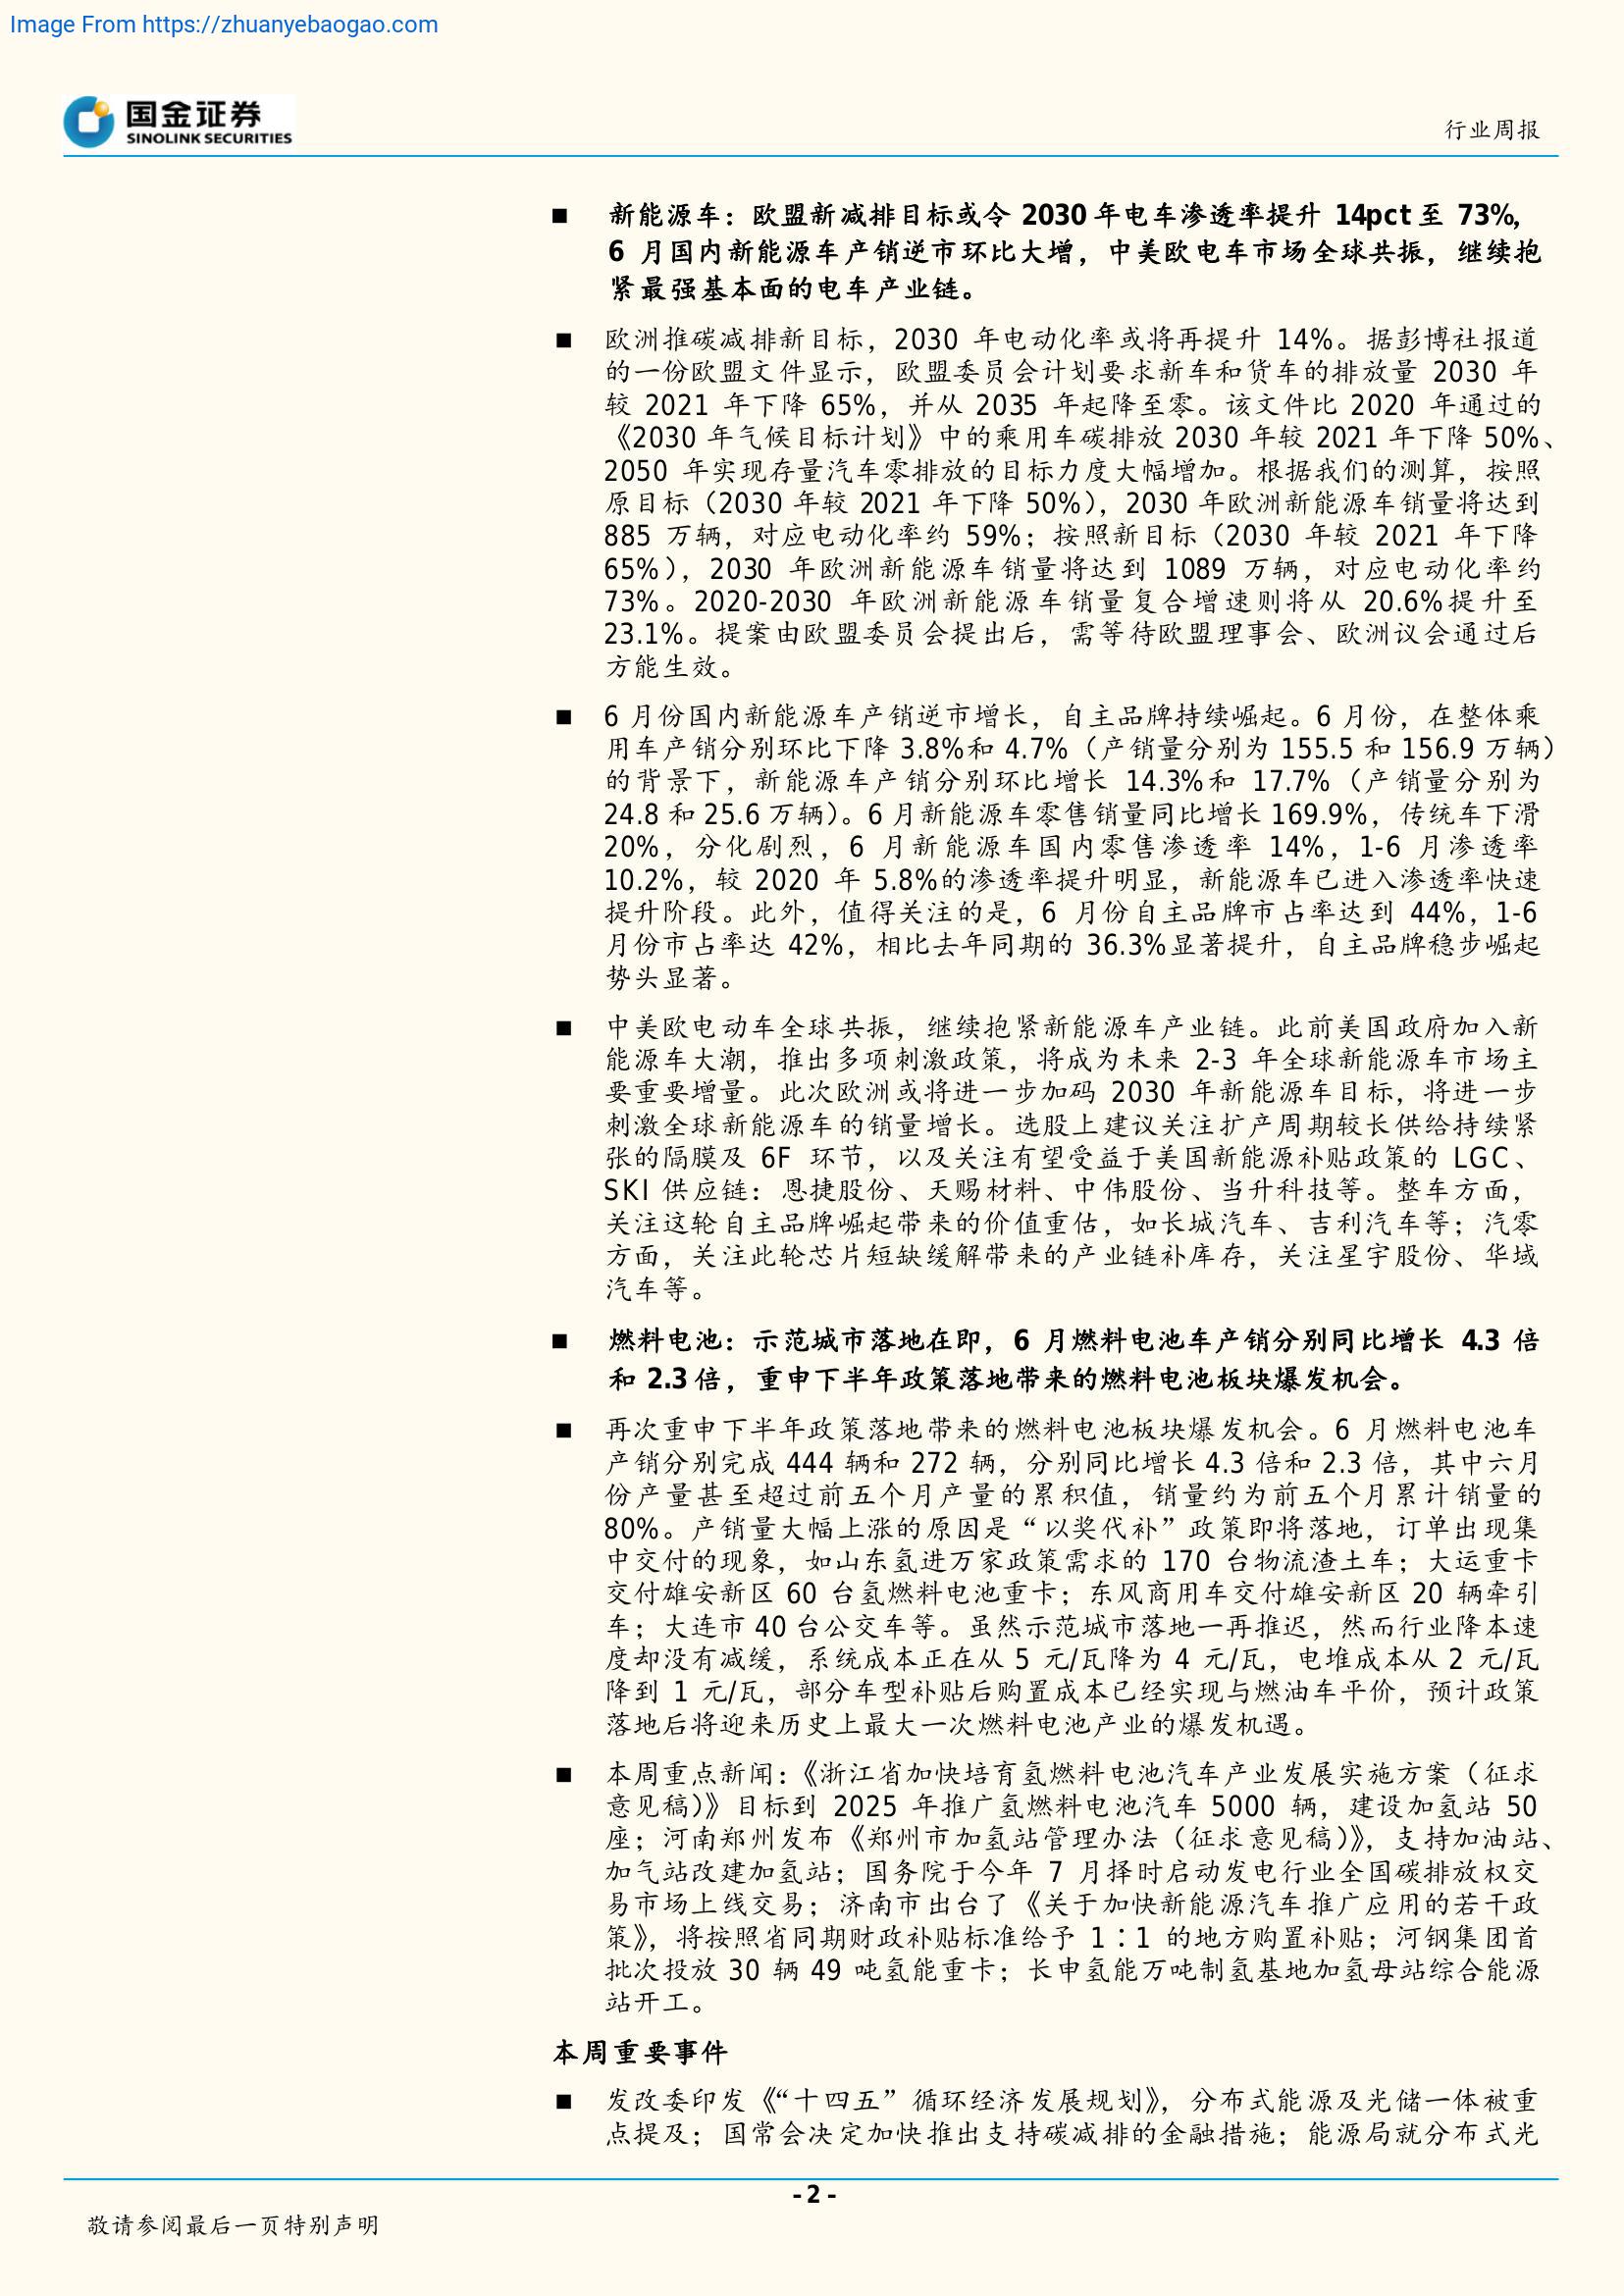 Image From https://zhuanyebaogao.com
国金证券
SINOLINK SECURITIES
行业周报
■ 新能源车：欧盟新减排目标或令 2030 年电车渗透率提升 14pct 至 73%，
6 月国内新能源车产销逆市环比大增，中美欧电车市场全球共振，继续抱
紧最强基本面的电车产业链。
■ 欧洲推碳减排新目标，2030 年电动化率或将再提升 14%。据彭博社报道
的一份欧盟文件显示，欧盟委员会计划要求新车和货车的排放量 2030 年
较 2021 年下降 65%，并从 2035 年起降至零。该文件比 2020 年通过的
《2030 年气候目标计划》中的乘用车碳排放 2030 年较 2021 年下降 50%、
2050 年实现存量汽车零排放的目标力度大幅增加。根据我们的测算，按照
原目标（2030 年较 2021 年下降 50%），2030 年欧洲新能源车销量将达到
885 万辆，对应电动化率约 59%；按照新目标（2030 年较 2021 年下降
65%），2030 年欧洲新能源车销量将达到 1089 万辆，对应电动化率约
73%。2020-2030 年欧洲新能源车销量复合增速则将从 20.6%提升至
23.1%。提案由欧盟委员会提出后，需等待欧盟理事会、欧洲议会通过后
方能生效。
■ 6 月份国内新能源车产销逆市增长，自主品牌持续崛起。6 月份，在整体乘
用车产销分别环比下降 3.8%和 4.7%（产销量分别为 155.5 和 156.9 万辆）
的背景下，新能源车产销分别环比增长 14.3%和 17.7%（产销量分别为
24.8 和 25.6 万辆）。6 月新能源车零售销量同比增长 169.9%，传统车下滑
20%，分化剧烈，6 月新能源车国内零售渗透率 14%，1-6 月渗透率
10.2%，较 2020 年 5.8%的渗透率提升明显，新能源车已进入渗透率快速
提升阶段。此外，值得关注的是，6 月份自主品牌市占率达到 44%，1-6
月份市占率达 42%，相比去年同期的 36.3%显著提升，自主品牌稳步崛起
势头显著。
■ 中美欧电动车全球共振，继续抱紧新能源车产业链。此前美国政府加入新
能源车大潮，推出多项刺激政策，将成为未来 2-3 年全球新能源车市场主
要重要增量。此次欧洲或将进一步加码 2030 年新能源车目标，将进一步
刺激全球新能源车的销量增长。选股上建议关注扩产周期较长供给持续紧
张的隔膜及 6F 环节，以及关注有望受益于美国新能源补贴政策的 LGC、
SKI 供应链：恩捷股份、天赐材料、中伟股份、当升科技等。整车方面，
关注这轮自主品牌崛起带来的价值重估，如长城汽车、吉利汽车等；汽零
方面，关注此轮芯片短缺缓解带来的产业链补库存，关注星宇股份、华域
汽车等。
■ 燃料电池：示范城市落地在即，6 月燃料电池车产销分别同比增长 4.3 倍
和 2.3 倍，重申下半年政策落地带来的燃料电池板块爆发机会。
■ 再次重申下半年政策落地带来的燃料电池板块爆发机会。6 月燃料电池车
产销分别完成 444 辆和 272 辆，分别同比增长 4.3 倍和 2.3 倍，其中六月
份产量甚至超过前五个月产量的累积值，销量约为前五个月累计销量的
80%。产销量大幅上涨的原因是“以奖代补”政策即将落地，订单出现集
中交付的现象，如山东氢进万家政策需求的 170 台物流渣土车；大运重卡
交付雄安新区 60 台氢燃料电池重卡；东风商用车交付雄安新区 20 辆牵引
车；大连市 40 台公交车等。虽然示范城市落地一再推迟，然而行业降本速
度却没有减缓，系统成本正在从 5 元/瓦降为 4 元/瓦，电堆成本从 2 元/瓦
降到 1 元/瓦，部分车型补贴后购置成本已经实现与燃油车平价，预计政策
落地后将迎来历史上最大一次燃料电池产业的爆发机遇。
■ 本周重点新闻：《浙江省加快培育氢燃料电池汽车产业发展实施方案（征求
意见稿）》目标到 2025 年推广氢燃料电池汽车 5000 辆，建设加氢站 50
座；河南郑州发布《郑州市加氢站管理办法（征求意见稿）》，支持加油站、
加气站改建加氢站；国务院于今年 7 月择时启动发电行业全国碳排放权交
易市场上线交易；济南市出台了《关于加快新能源汽车推广应用的若干政
策》，将按照省同期财政补贴标准给予 1∶1 的地方购置补贴；河钢集团首
批次投放 30 辆 49 吨氢能重卡；长申氢能万吨制氢基地加氢母站综合能源
站开工。
本周重要事件
■ 发改委印发《“十四五”循环经济发展规划》，分布式能源及光储一体被重
点提及；国常会决定加快推出支持碳减排的金融措施；能源局就分布式光
- 2 -
敬请参阅最后一页特别声明